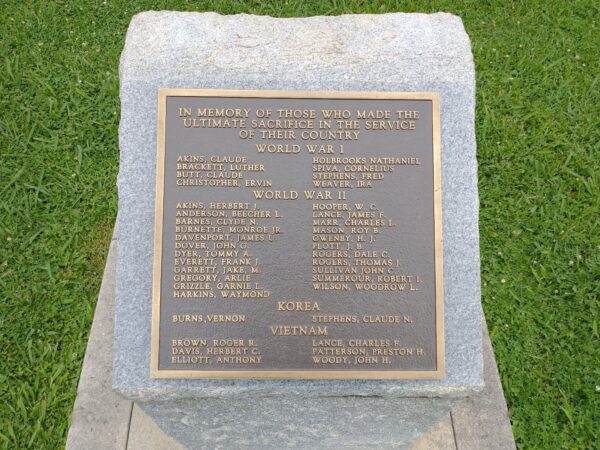 IN MEMORY OF THOSE WHO MADE THE
ULTIMATE SACRIFICE IN THE SERVICE
OF THEIR COUNTRY
WORLD WAR I
AKINS, CLAUDE HOLBROOKS NATHANIEL
BRACKETT, LUTHER SPIVA, CORNELIUS
BUTT, CLAUDE STEPHENS, FRED
CHRISTOPHER, ERVIN WEAVER, IRA
WORLD WAR II
AKINS, HERBERT J. HOOPER, W. C.
ANDERSON, BEECHER L. LANCE, JAMES E.
BARNES, CLYDE N. MARR, CHARLES L.
BURNETTE, MUNROE JR. MASON, ROY B.
DAVENPORT, JAMES L. OWENBY, H. J.
DOVER, JOHN G. PLOTT, J. B.
DYER, TOMMY A. ROGERS, DALE C.
EVERETT, FRANK J. ROGERS, THOMAS J.
GARRETT, JAKE, M. SULLIVAN JOHN C.
GREGORY, ARLIE SUMMEROUR, ROBERT I.
GRIZZLE, GARNIE L. WILSON, WOODROW L.
HARKINS, WAYMOND
KOREA
BURNS,VERNON STEPHENS, CLAUDE N.
VIETNAM
BROWN, ROGER R. LANCE, CHARLES F.
DAVIS, HERBERT C. PATTERSON, PRESTON H.
ELLIOTT, ANTHONY WOODY, JOHN H.